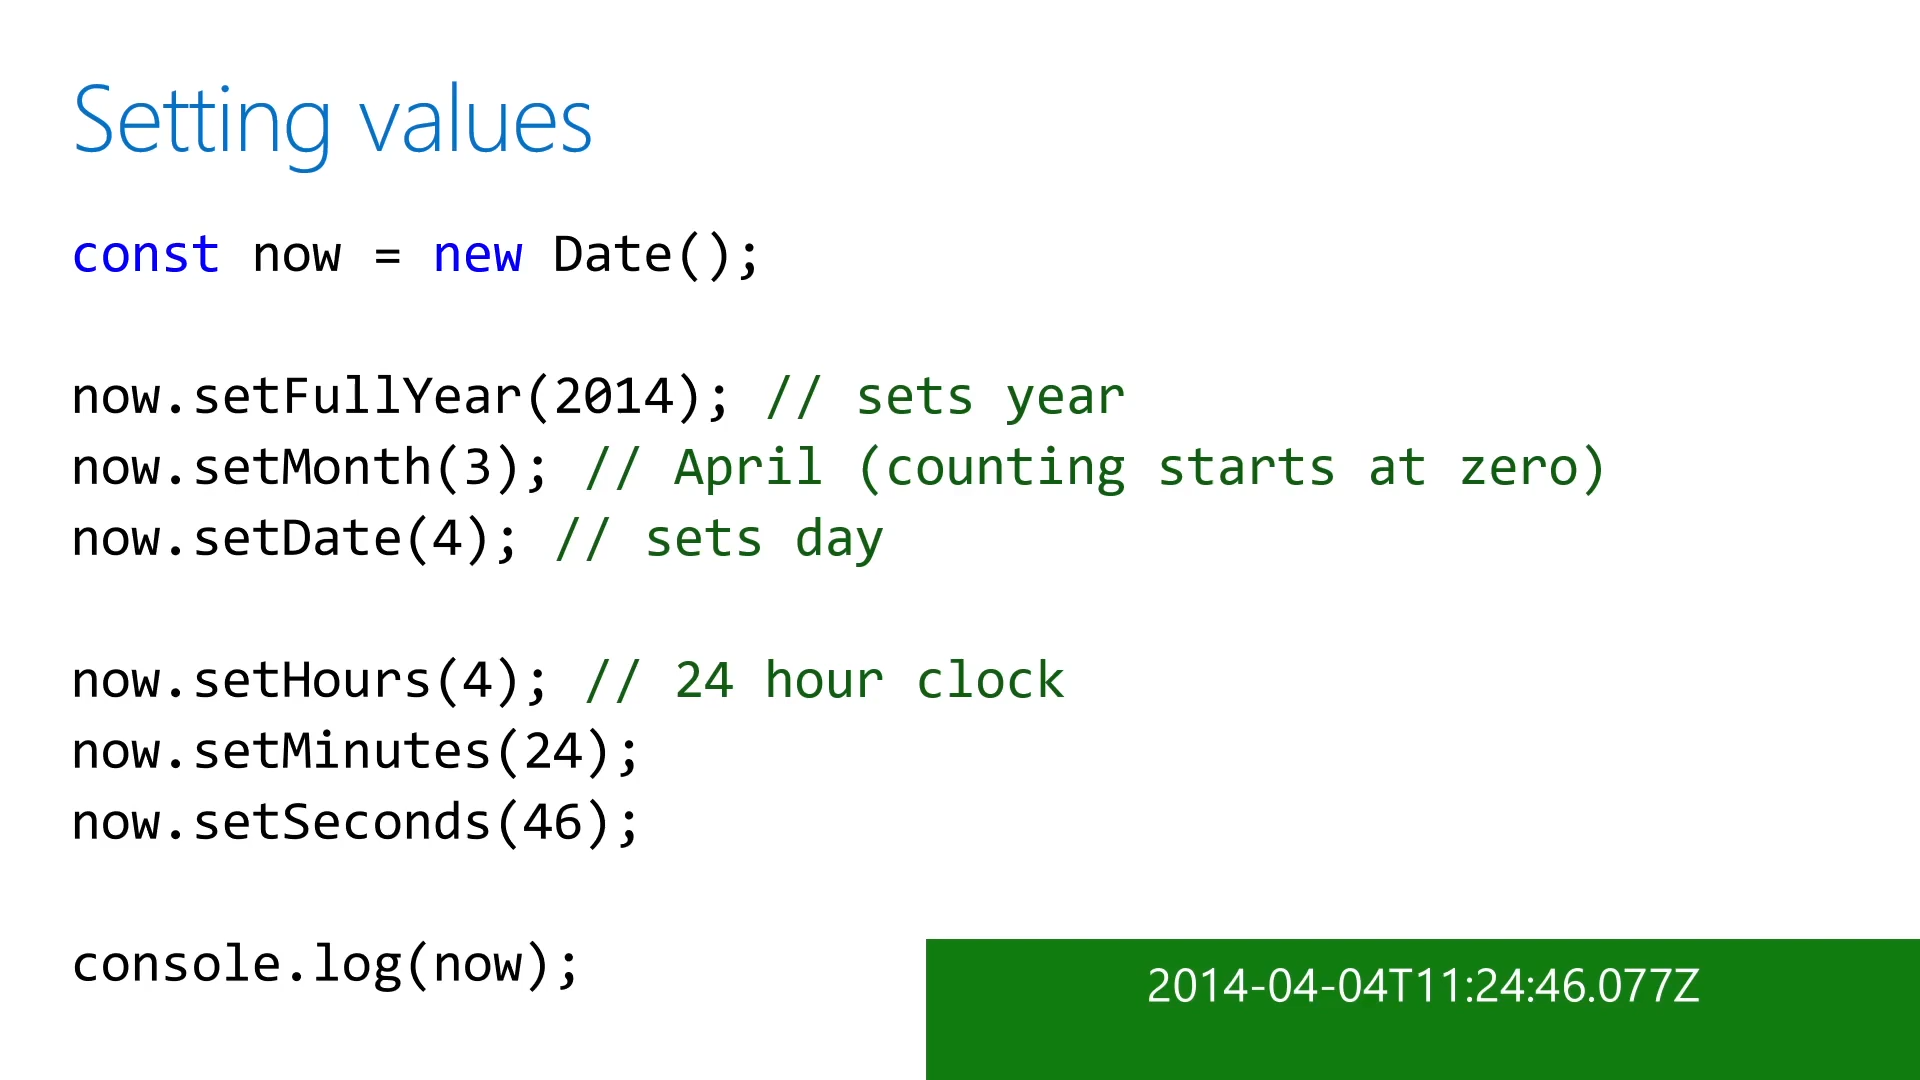 Setting values
const now = new Date();
now.setFullYear(2014); // sets year
now.setMonth(3); // April (counting starts at zero)
now.setDate(4); // sets day
now.setHours(4); // 24 hour clock
now.setMinutes(24);
now.setSeconds(46);
console.log(now);
2014-04-04T11:24:46.077Z